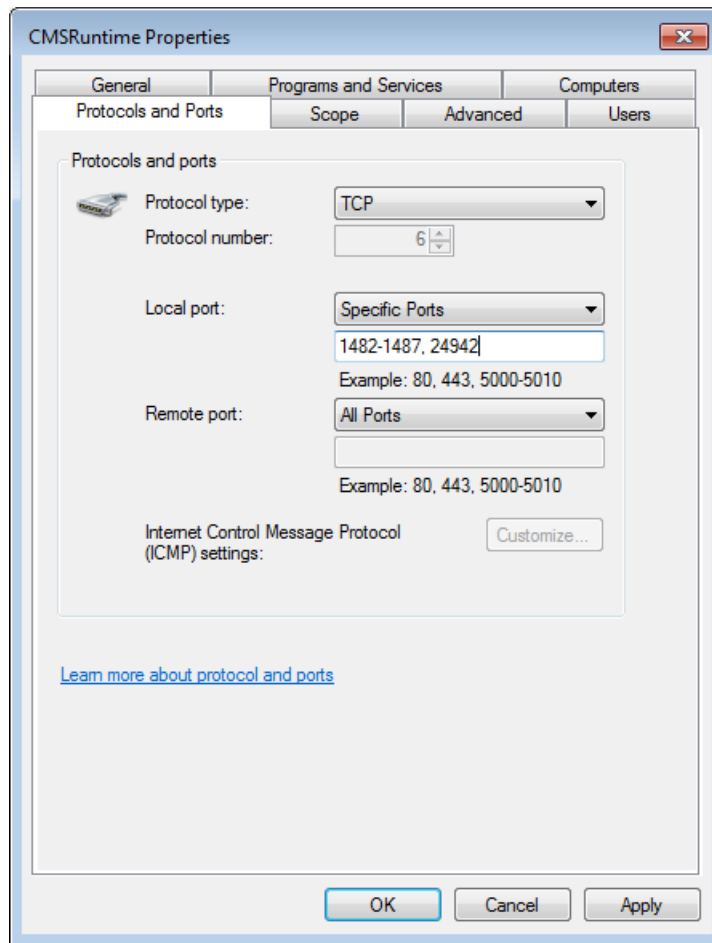 CMSRuntime Properties
General Programs and Services Computers
Protocols and Ports Scope Advanced Users
Protocols and ports
Protocol type: TCP
Protocol number: 6
Local port: Specific Ports
1482-1487, 24942
Example: 80, 443, 5000-5010
Remote port: All Ports
Example: 80, 443, 5000-5010
Internet Control Message Protocol
(ICMP) settings: Customize...
Learn more about protocol and ports
OK Cancel Apply